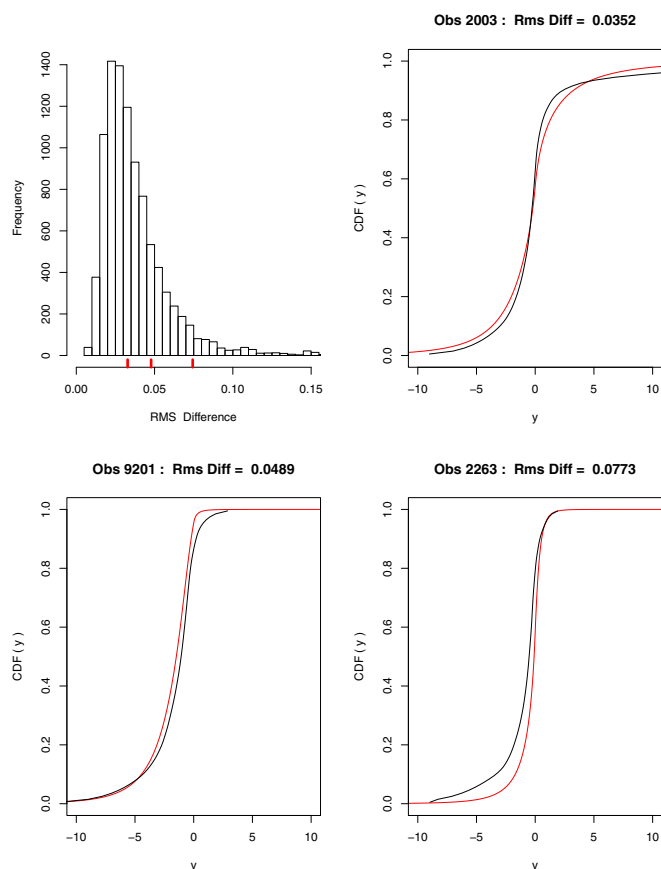 Frequency
0 200 400 600 800 1000 1200 1400
0.00 0.05 0.10 0.15
RMS Difference
Obs 2003 : Rms Diff = 0.0352
CDF ( y )
0.0 0.2 0.4 0.6 0.8 1.0
−10 −5 0 5 10
y
Obs 9201 : Rms Diff = 0.0489
CDF ( y )
0.0 0.2 0.4 0.6 0.8 1.0
−10 −5 0 5 10
y
Obs 2263 : Rms Diff = 0.0773
CDF ( y )
0.0 0.2 0.4 0.6 0.8 1.0
−10 −5 0 5 10
y